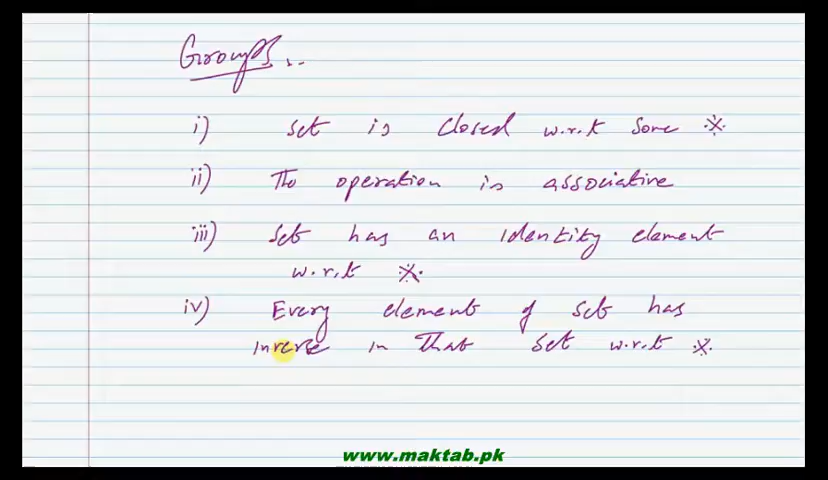 Groups...
i) Set is closed w.r.t some ※
ii) The operation is associative
iii) Set has an identity element
w.r.t ※
iv) Every element of set has
inverse in that set w.r.t ※
www.maktab.pk